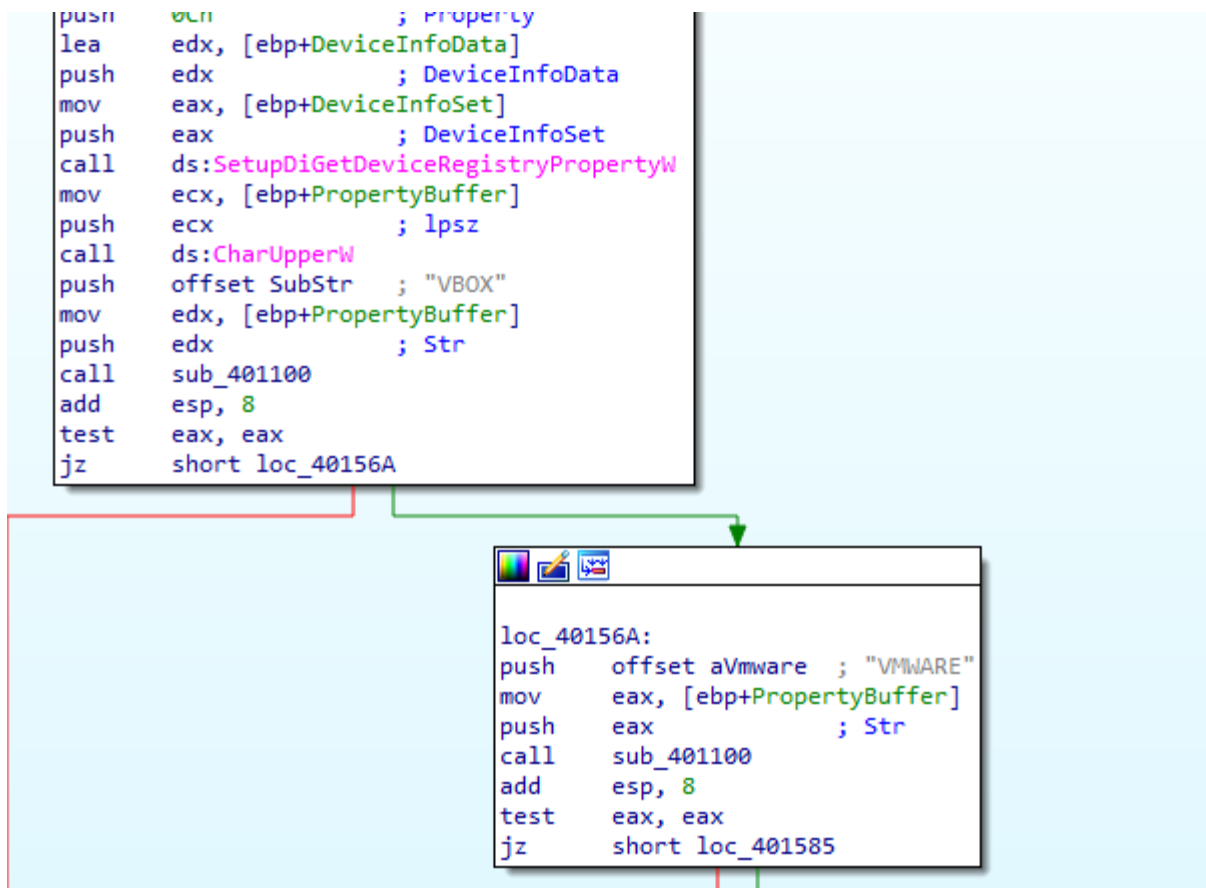 push 0Ch ; Property
lea edx, [ebp+DeviceInfoData]
push edx ; DeviceInfoData
mov eax, [ebp+DeviceInfoSet]
push eax ; DeviceInfoSet
call ds:SetupDiGetDeviceRegistryPropertyW
mov ecx, [ebp+PropertyBuffer]
push ecx ; lpsz
call ds:CharUpperW
push offset SubStr ; "VBOX"
mov edx, [ebp+PropertyBuffer]
push edx ; Str
call sub_401100
add esp, 8
test eax, eax
jz short loc_40156A
loc_40156A:
push offset aVmware ; "VMWARE"
mov eax, [ebp+PropertyBuffer]
push eax ; Str
call sub_401100
add esp, 8
test eax, eax
jz short loc_401585